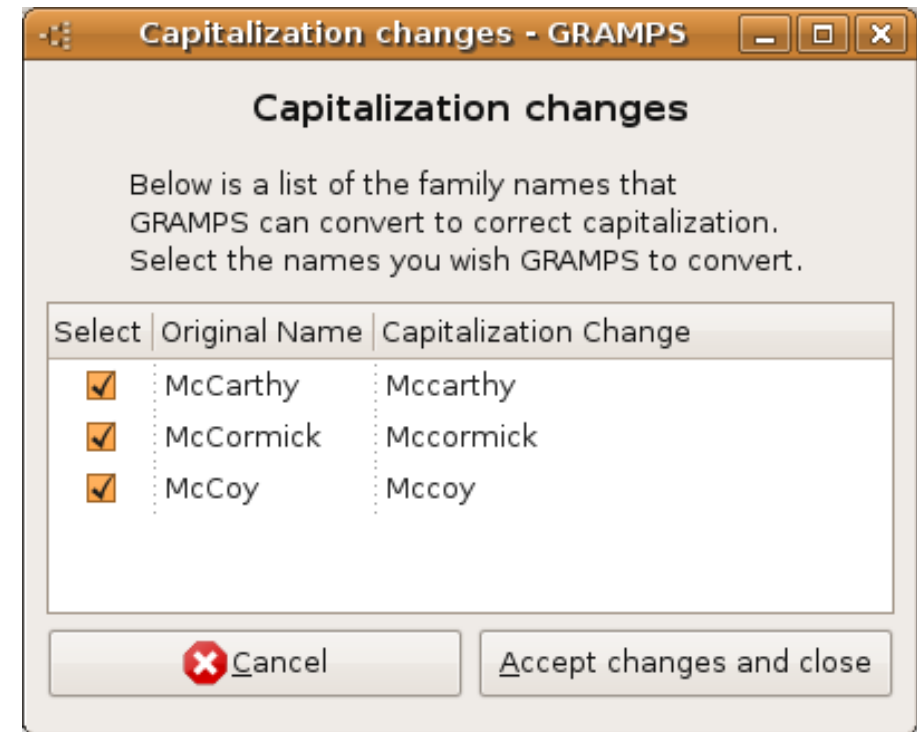 Capitalization changes - GRAMPS
Capitalization changes
Below is a list of the family names that
GRAMPS can convert to correct capitalization.
Select the names you wish GRAMPS to convert.
Select Original Name Capitalization Change
McCarthy Mccarthy
McCormick Mccormick
McCoy Mccoy
Cancel Accept changes and close